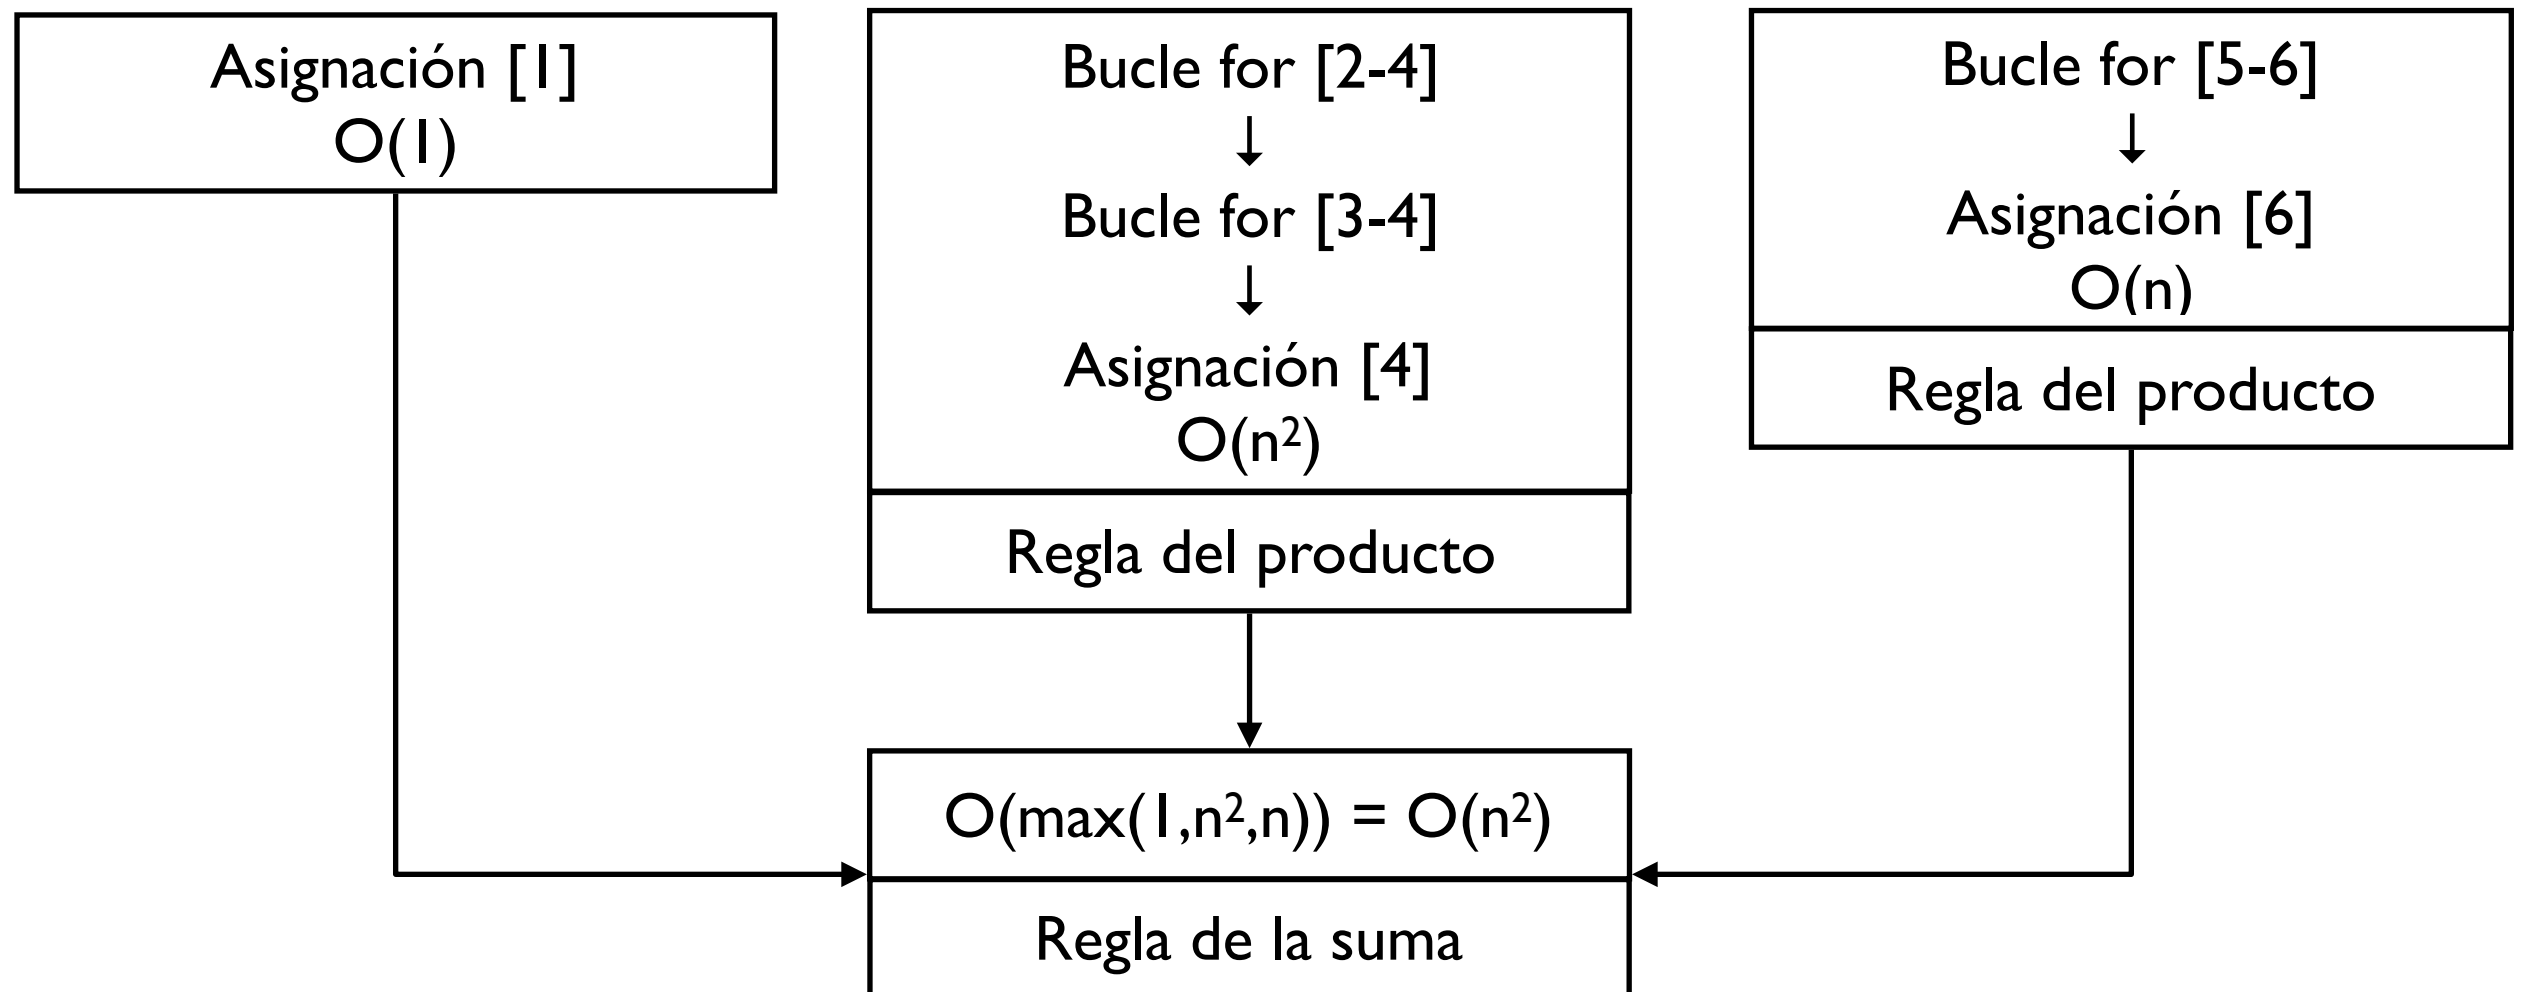 Asignación [1]
O(1)
Bucle for [2-4]
↓
Bucle for [3-4]
↓
Asignación [4]
O(n²)
Regla del producto
Bucle for [5-6]
↓
Asignación [6]
O(n)
Regla del producto
O(max(1,n²,n)) = O(n²)
Regla de la suma